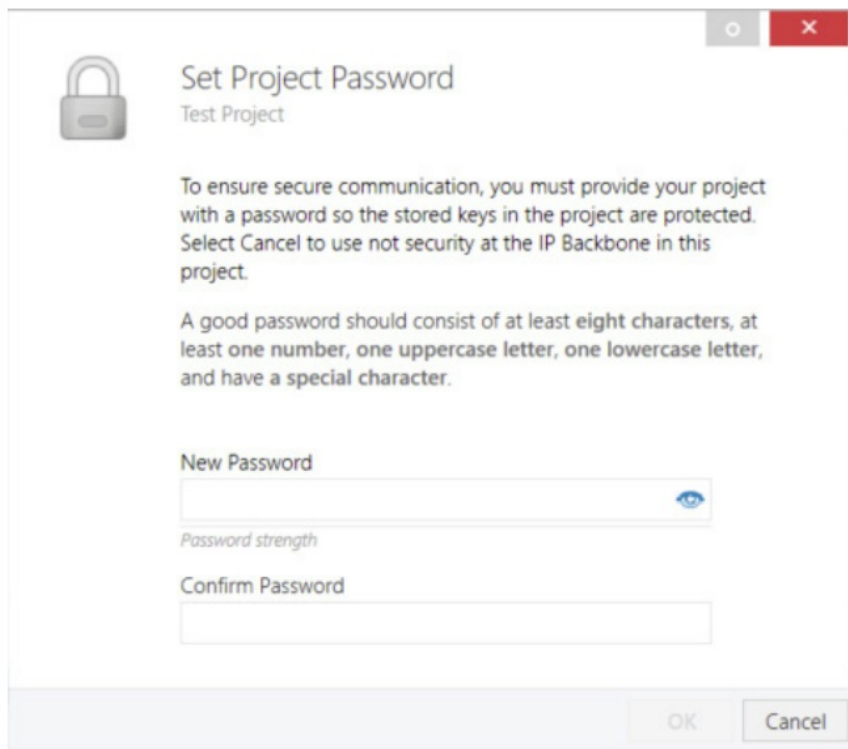 Set Project Password
Test Project
To ensure secure communication, you must provide your project
with a password so the stored keys in the project are protected.
Select Cancel to use not security at the IP Backbone in this
project.
A good password should consist of at least eight characters, at
least one number, one uppercase letter, one lowercase letter,
and have a special character.
New Password
Password strength
Confirm Password
OK
Cancel